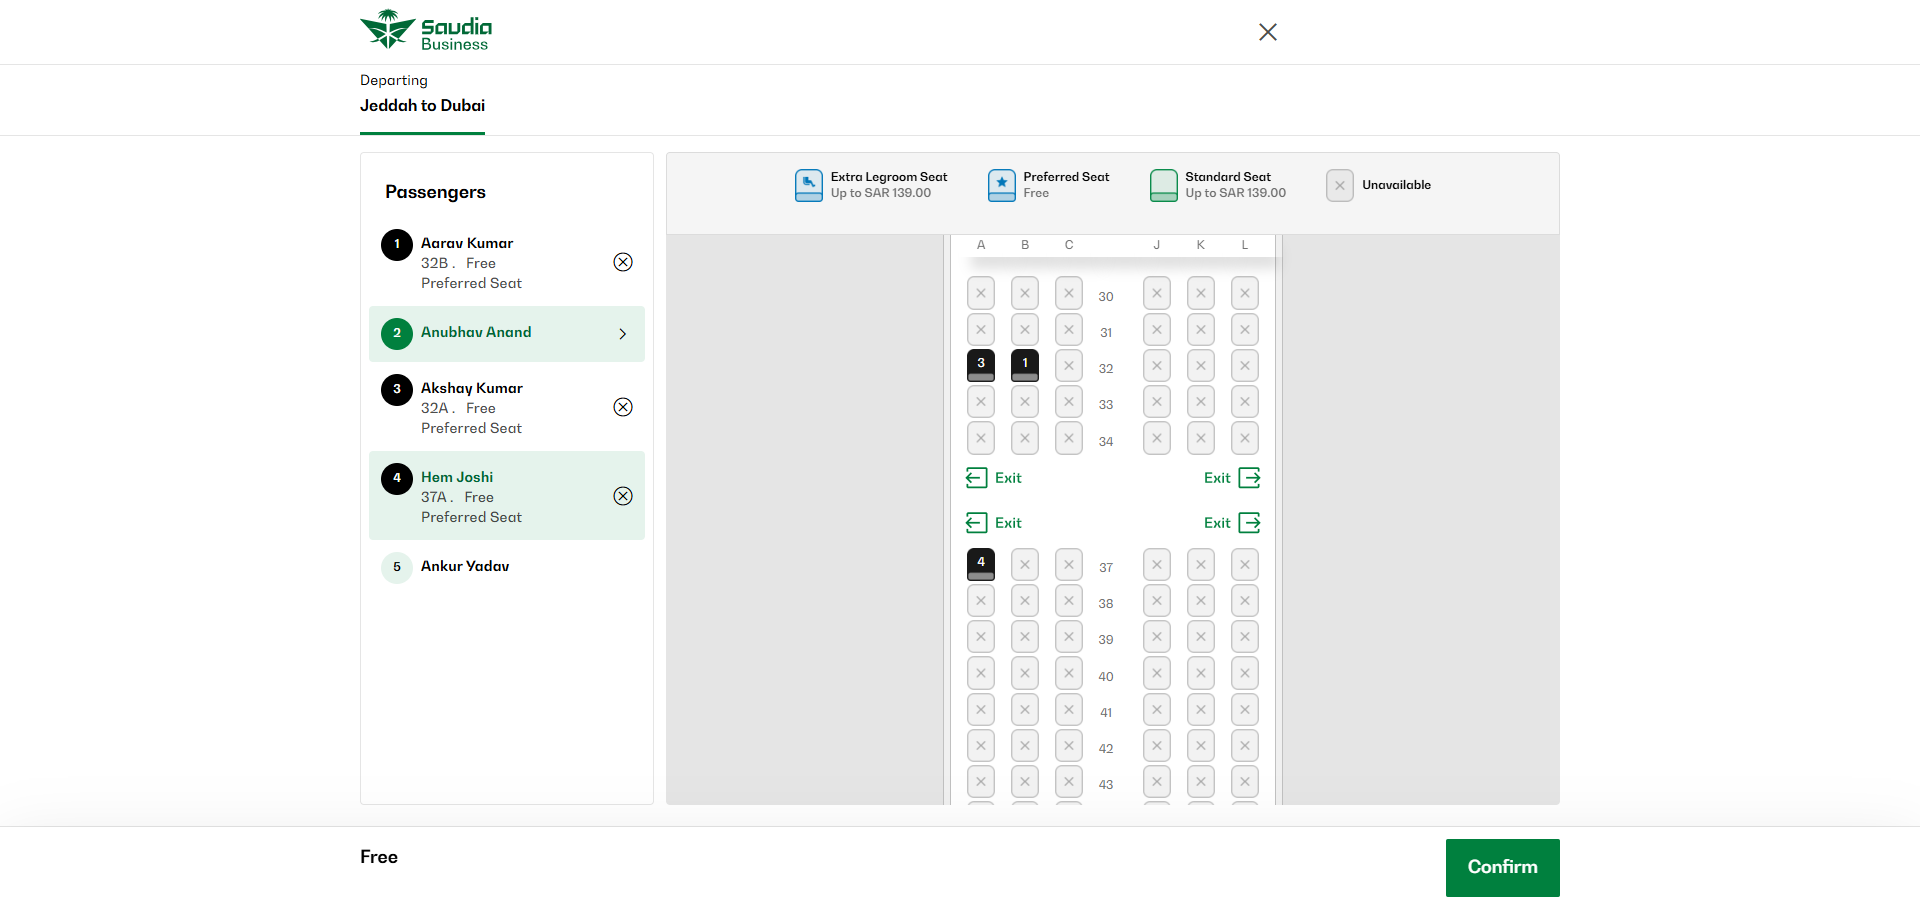 Saudia
Business
Departing
Jeddah to Dubai
Passengers
1 Aarav Kumar
32B . Free
Preferred Seat
2 Anubhav Anand
3 Akshay Kumar
32A . Free
Preferred Seat
4 Hem Joshi
37A . Free
Preferred Seat
5 Ankur Yadav
Extra Legroom Seat
Up to SAR 139.00
Preferred Seat
Free
Standard Seat
Up to SAR 139.00
Unavailable
A B C J K L
30
31
3 1 32
33
34
Exit Exit
Exit Exit
4 37
38
39
40
41
42
43
Free
Confirm